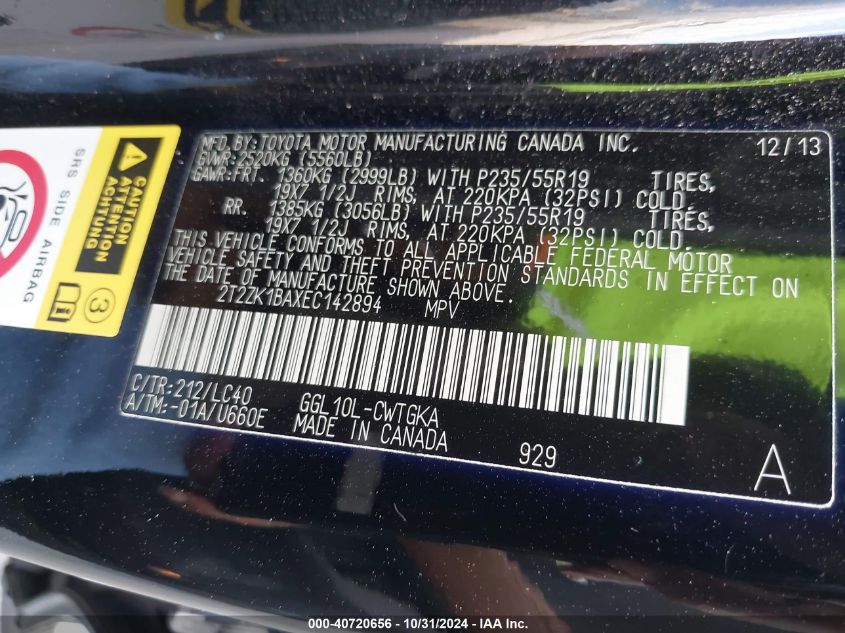 MFD.BY:TOYOTA MOTOR MANUFACTURING CANADA INC. 12/13
GVWR:2520KG (5560LB)
GAWR:FRT. 1360KG (2999LB) WITH P235/55R19 TIRES,
19X7 1/2J RIMS, AT 220KPA (32PSI) COLD.
RR. 1385KG (3056LB) WITH P235/55R19 TIRES,
19X7 1/2J RIMS, AT 220KPA (32PSI) COLD.
THIS VEHICLE CONFORMS TO ALL APPLICABLE FEDERAL MOTOR
VEHICLE SAFETY AND THEFT PREVENTION STANDARDS IN EFFECT ON
THE DATE OF MANUFACTURE SHOWN ABOVE.
2T2ZK1BAXEC142894 MPV
C/TR:212/LC40 GGL10L-CWTGKA
A/TM:-01A/U660E MADE IN CANADA 929 A
SRS SIDE AIRBAG
CAUTION
ATTENTION
ACHTUNG
3
000-40720656 - 10/31/2024 - IAA Inc.